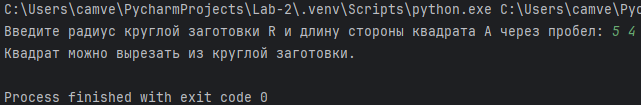 C:\Users\camve\PycharmProjects\Lab-2\.venv\Scripts\python.exe C:\Users\camve\Pyc
Введите радиус круглой заготовки R и длину стороны квадрата A через пробел: 5 4
Квадрат можно вырезать из круглой заготовки.
Process finished with exit code 0